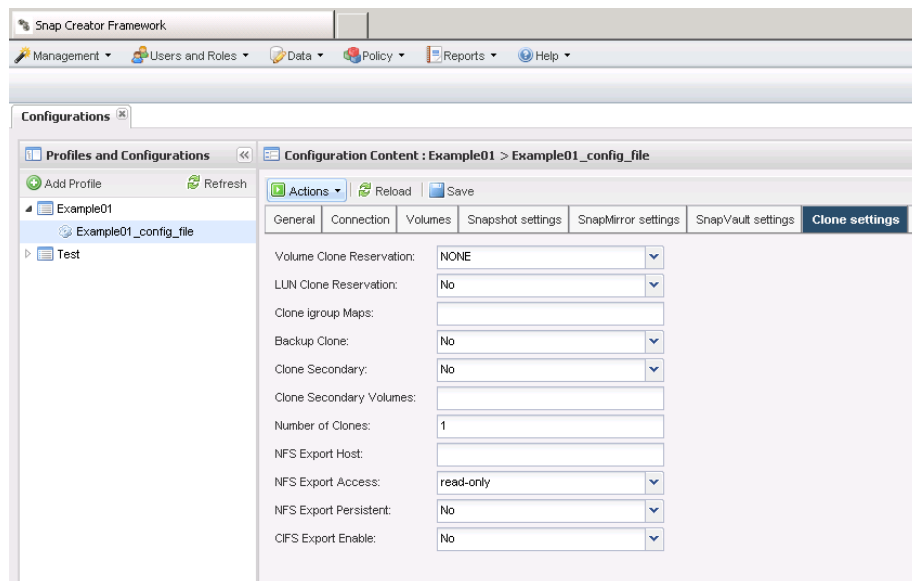 Snap Creator Framework
Management Users and Roles Data Policy Reports Help
Configurations
Profiles and Configurations
Configuration Content : Example01 > Example01_config_file
Add Profile Refresh
Actions Reload Save
Example01
Example01_config_file
Test
General Connection Volumes Snapshot settings SnapMirror settings SnapVault settings Clone settings
Volume Clone Reservation: NONE
LUN Clone Reservation: No
Clone igroup Maps:
Backup Clone: No
Clone Secondary: No
Clone Secondary Volumes:
Number of Clones: 1
NFS Export Host:
NFS Export Access: read-only
NFS Export Persistent: No
CIFS Export Enable: No